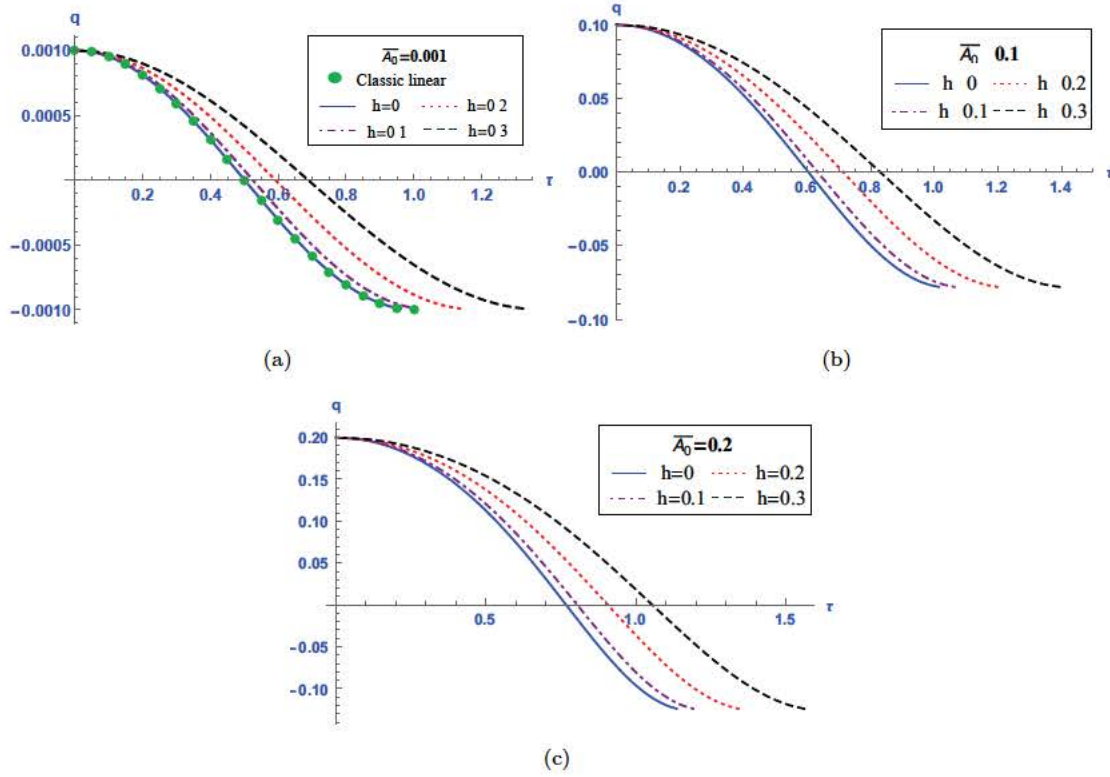 q
τ
0.0010
0.0005
−0.0005
−0.0010
0.2 0.4 0.6 0.8 1.0 1.2
A₀=0.001
Classic linear
h=0 h=0 2
h=0 1 h=0 3
(a)
q
τ
0.10
0.05
0.00
−0.05
−0.10
0.2 0.4 0.6 0.8 1.0 1.2 1.4
A₀ 0.1
h 0 h 0.2
h 0.1 h 0.3
(b)
q
τ
0.20
0.15
0.10
0.05
−0.05
−0.10
0.5 1.0 1.5
A₀=0.2
h=0 h=0.2
h=0.1 h=0.3
(c)